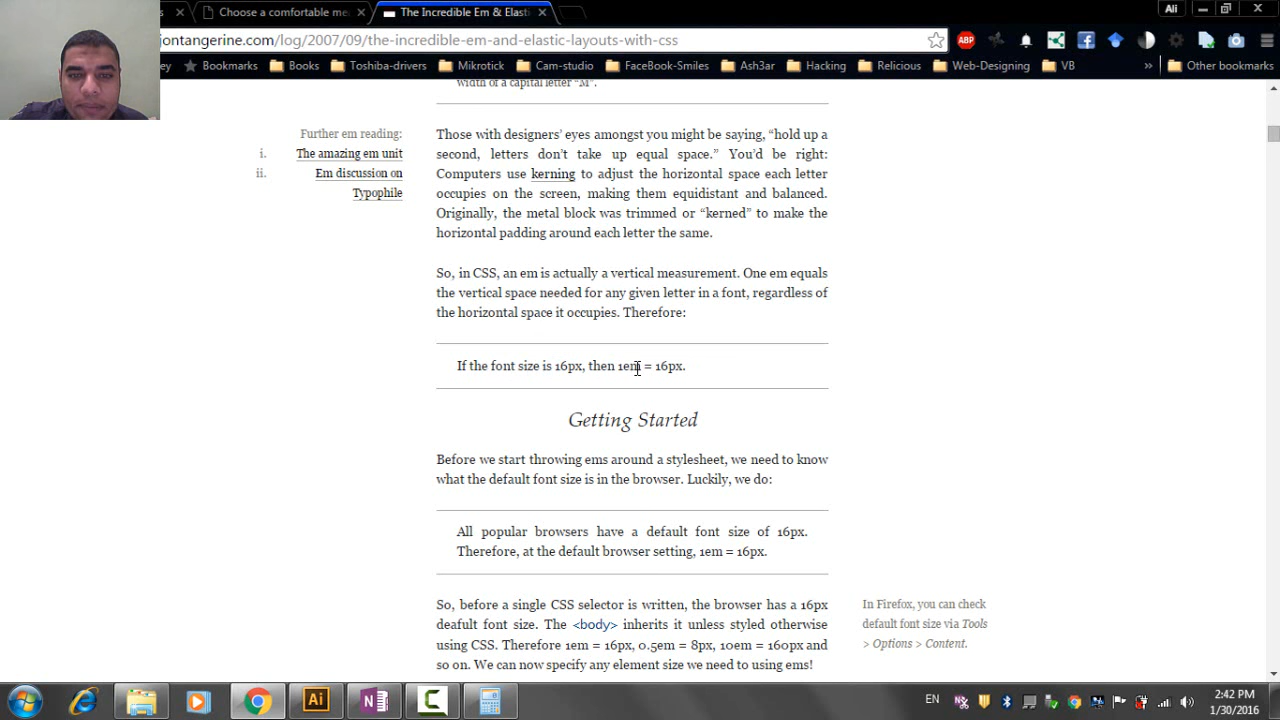 Choose a comfortable me
The Incredible Em & Elasti
Ali
iontangerine.com/log/2007/09/the-incredible-em-and-elastic-layouts-with-css
ABP
Bookmarks
Books
Toshiba-drivers
Mikrotick
Cam-studio
FaceBook-Smiles
Ash3ar
Hacking
Relicious
Web-Designing
VB
»
Other bookmarks
width of a capital letter “M”.
Further em reading:
i. The amazing em unit
ii. Em discussion on
Typophile
Those with designers’ eyes amongst you might be saying, “hold up a
second, letters don’t take up equal space.” You’d be right:
Computers use kerning to adjust the horizontal space each letter
occupies on the screen, making them equidistant and balanced.
Originally, the metal block was trimmed or “kerned” to make the
horizontal padding around each letter the same.
So, in CSS, an em is actually a vertical measurement. One em equals
the vertical space needed for any given letter in a font, regardless of
the horizontal space it occupies. Therefore:
If the font size is 16px, then 1em = 16px.
Getting Started
Before we start throwing ems around a stylesheet, we need to know
what the default font size is in the browser. Luckily, we do:
All popular browsers have a default font size of 16px.
Therefore, at the default browser setting, 1em = 16px.
So, before a single CSS selector is written, the browser has a 16px
deafult font size. The <body> inherits it unless styled otherwise
using CSS. Therefore 1em = 16px, 0.5em = 8px, 10em = 160px and
so on. We can now specify any element size we need to using ems!
In Firefox, you can check
default font size via Tools
> Options > Content.
Ai
N
C
EN
2:42 PM
1/30/2016